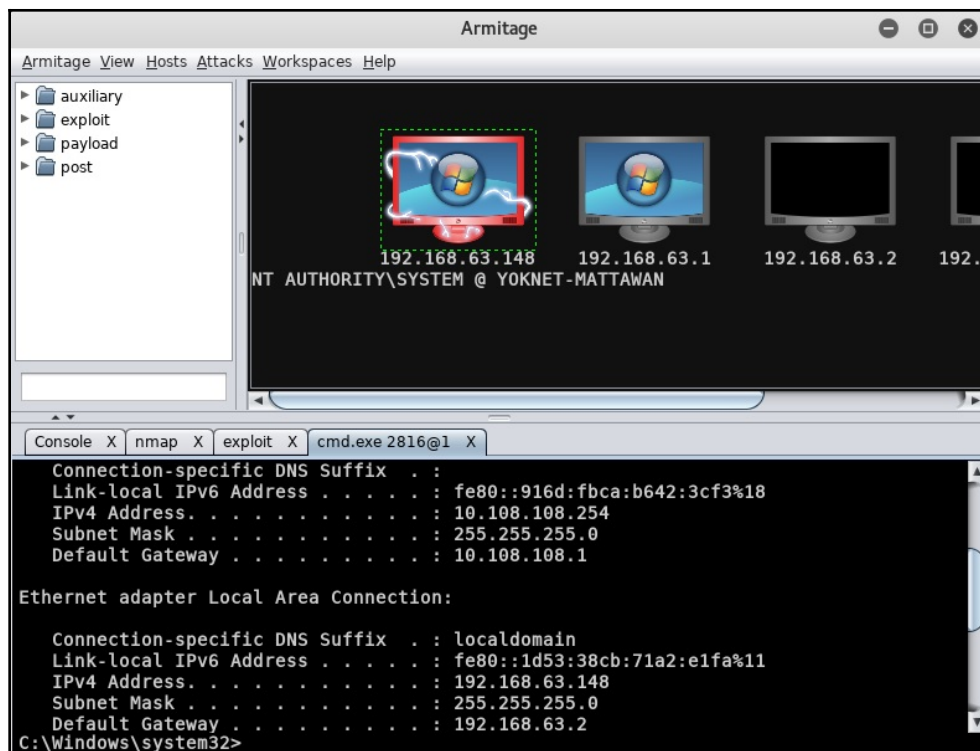 Armitage
Armitage View Hosts Attacks Workspaces Help
auxiliary
exploit
payload
post
192.168.63.148 192.168.63.1 192.168.63.2 192.
NT AUTHORITY\SYSTEM @ YOKNET-MATTAWAN
Console X nmap X exploit X cmd.exe 2816@1 X
Connection-specific DNS Suffix . :
Link-local IPv6 Address . . . . . : fe80::916d:fbca:b642:3cf3%18
IPv4 Address. . . . . . . . . . . : 10.108.108.254
Subnet Mask . . . . . . . . . . . : 255.255.255.0
Default Gateway . . . . . . . . . : 10.108.108.1
Ethernet adapter Local Area Connection:
Connection-specific DNS Suffix . : localdomain
Link-local IPv6 Address . . . . . : fe80::1d53:38cb:71a2:e1fa%11
IPv4 Address. . . . . . . . . . . : 192.168.63.148
Subnet Mask . . . . . . . . . . . : 255.255.255.0
Default Gateway . . . . . . . . . : 192.168.63.2
C:\Windows\system32>